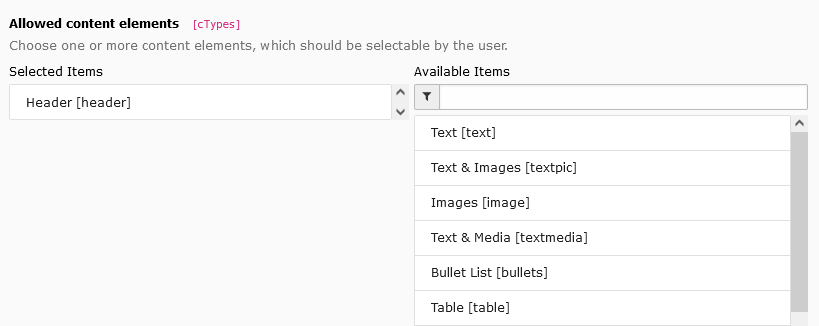 Allowed content elements [cTypes]
Choose one or more content elements, which should be selectable by the user.
Selected Items
Header [header]
Available Items
Text [text]
Text & Images [textpic]
Images [image]
Text & Media [textmedia]
Bullet List [bullets]
Table [table]